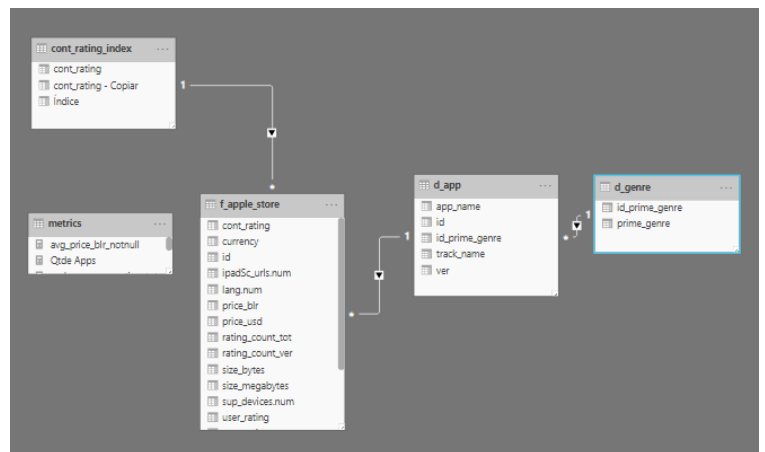 cont_rating_index
cont_rating
cont_rating - Copiar
Índice
1
metrics
avg_price_blr_notnull
Qtde Apps
*
f_apple_store
cont_rating
currency
id
ipadSc_urls.num
lang.num
price_blr
price_usd
rating_count_tot
rating_count_ver
size_bytes
size_megabytes
sup_devices.num
user_rating
*
1
d_app
app_name
id
id_prime_genre
track_name
ver
*
1
d_genre
id_prime_genre
prime_genre